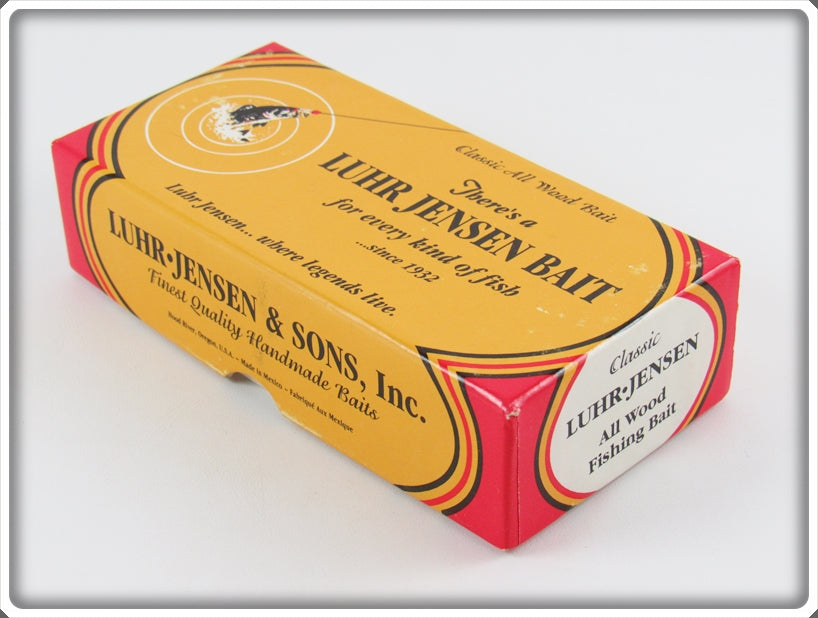 Classic All Wood Bait
There's a
LUHR JENSEN BAIT
for every kind of fish
...since 1932
Luhr Jensen... where legends live.
LUHR•JENSEN & SONS, Inc.
Finest Quality Handmade Baits
Hood River, Oregon, U.S.A. – Made in Mexico – Fabriqué Aux Mexique
Classic
LUHR•JENSEN
All Wood
Fishing Bait